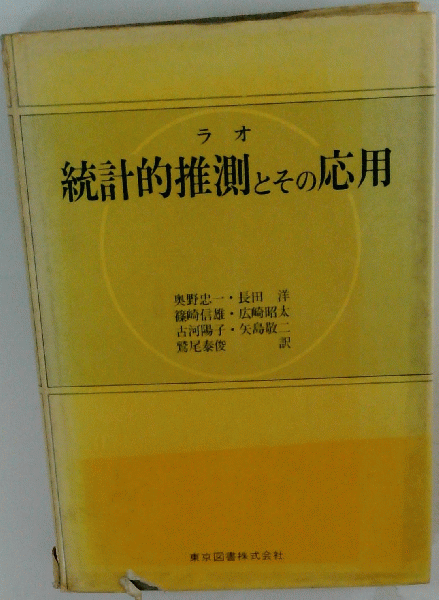 ラオ
統計的推測とその応用
奥野忠一・長田 洋
篠崎信雄・広崎昭太
古河陽子・矢島敬二
鷲尾泰俊 訳
東京図書株式会社